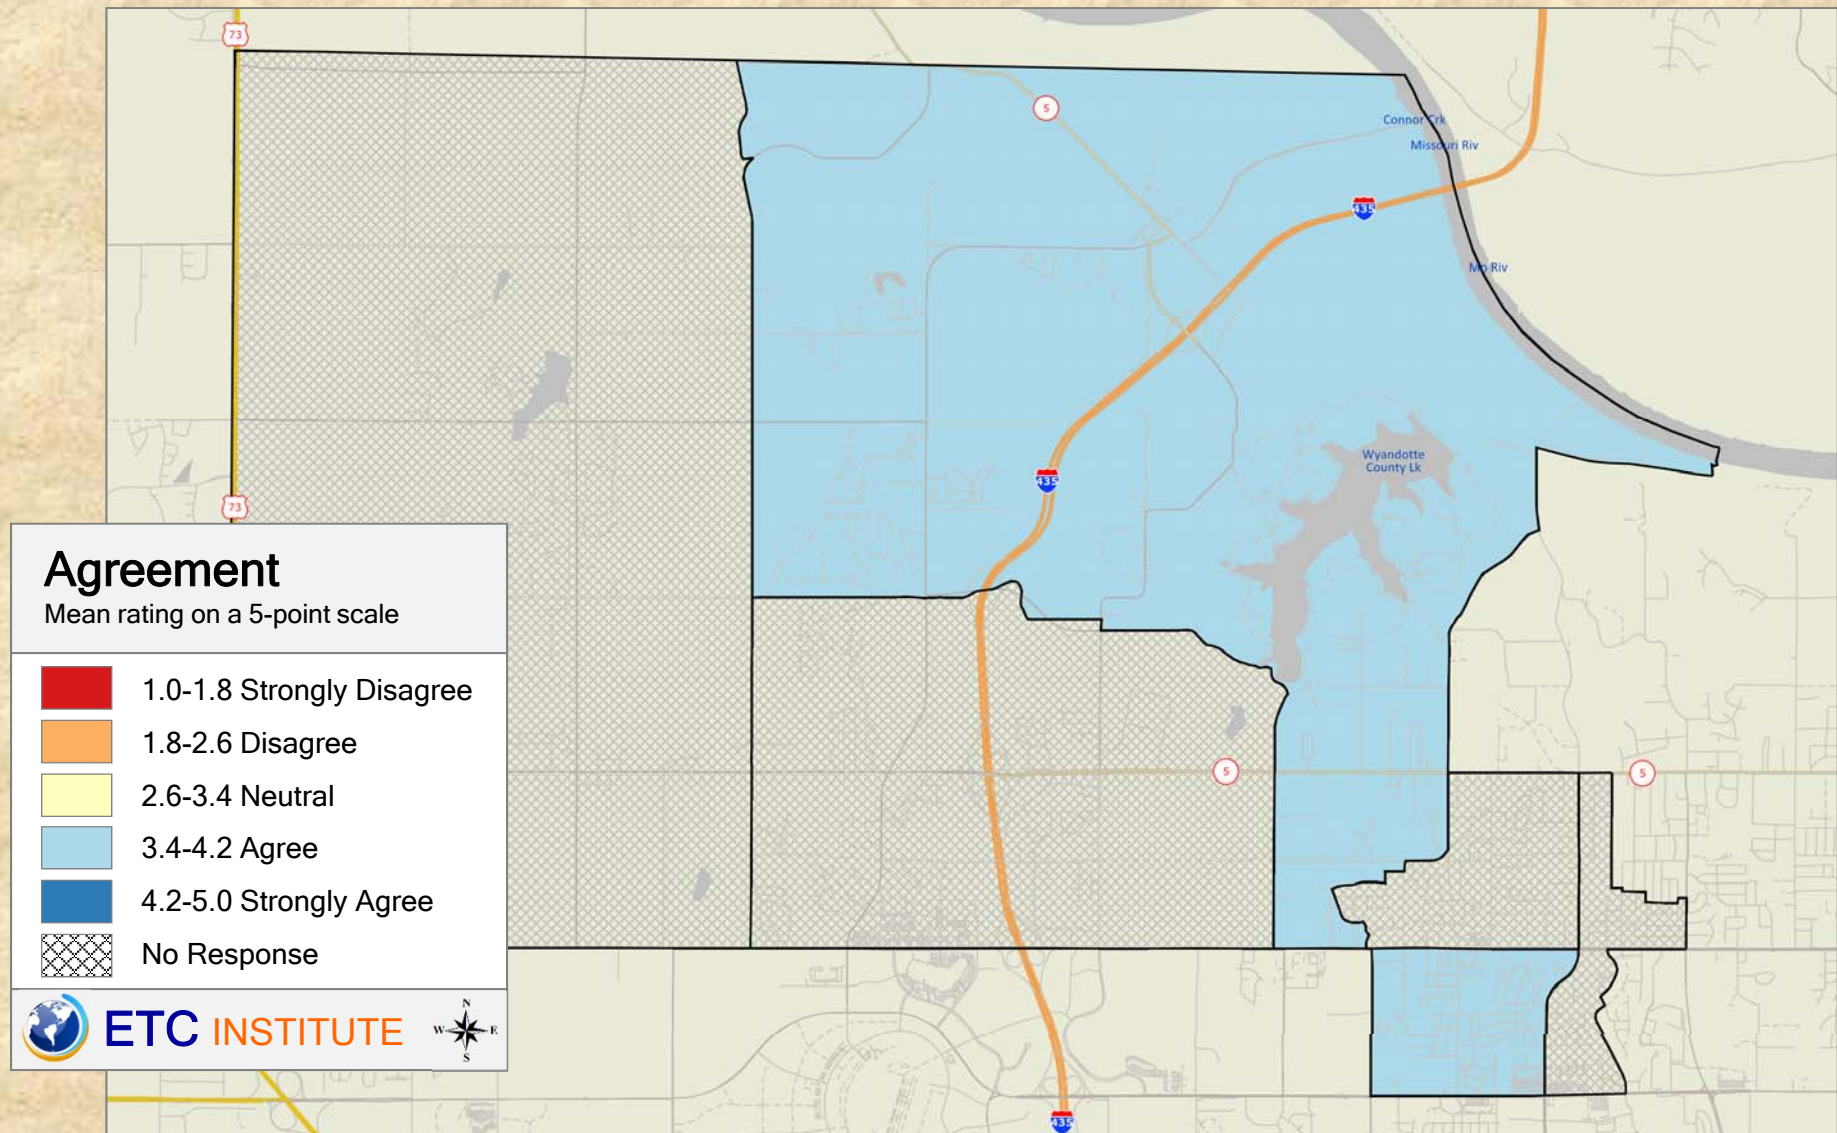 73
5
Connor Crk
Missouri Riv
435
Mo Riv
Wyandotte
County Lk
435
73
Agreement
Mean rating on a 5-point scale
1.0-1.8 Strongly Disagree
1.8-2.6 Disagree
2.6-3.4 Neutral
3.4-4.2 Agree
4.2-5.0 Strongly Agree
No Response
5
5
ETC INSTITUTE
N
W E
S
435